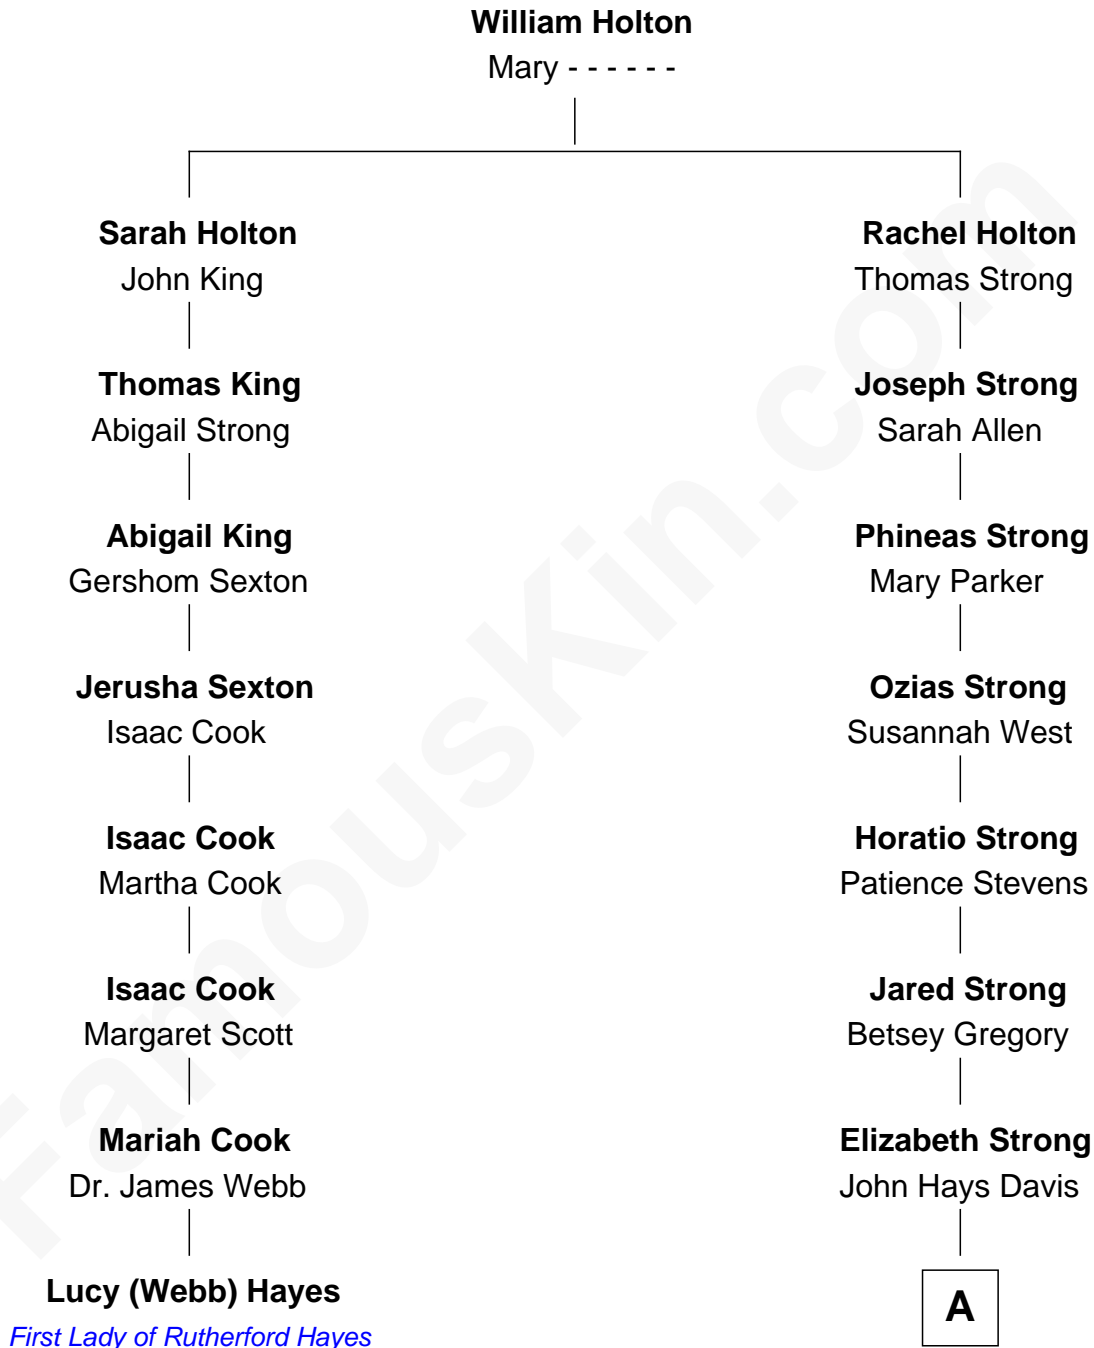 William Holton
Mary - - - - - -
Sarah Holton
John King
Rachel Holton
Thomas Strong
Thomas King
Abigail Strong
Joseph Strong
Sarah Allen
Abigail King
Gershom Sexton
Phineas Strong
Mary Parker
Jerusha Sexton
Isaac Cook
Ozias Strong
Susannah West
Isaac Cook
Martha Cook
Horatio Strong
Patience Stevens
Isaac Cook
Margaret Scott
Jared Strong
Betsey Gregory
Mariah Cook
Dr. James Webb
Elizabeth Strong
John Hays Davis
Lucy (Webb) Hayes
First Lady of Rutherford Hayes
A
FamousKin.com